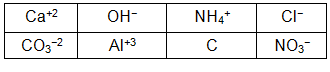 Ca⁺² OH⁻ NH₄⁺ Cl⁻
CO₃⁻² Al⁺³ C NO₃⁻